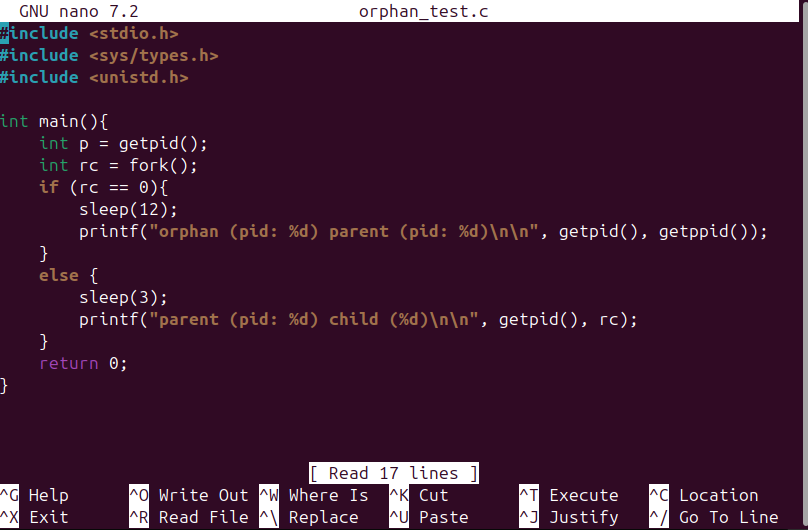 GNU nano 7.2 orphan_test.c
#include <stdio.h>
#include <sys/types.h>
#include <unistd.h>
int main(){
    int p = getpid();
    int rc = fork();
    if (rc == 0){
        sleep(12);
        printf("orphan (pid: %d) parent (pid: %d)\n\n", getpid(), getppid());
    }
    else {
        sleep(3);
        printf("parent (pid: %d) child (%d)\n\n", getpid(), rc);
    }
    return 0;
}
[ Read 17 lines ]
^G Help ^O Write Out ^W Where Is ^K Cut ^T Execute ^C Location
^X Exit ^R Read File ^\ Replace ^U Paste ^J Justify ^/ Go To Line